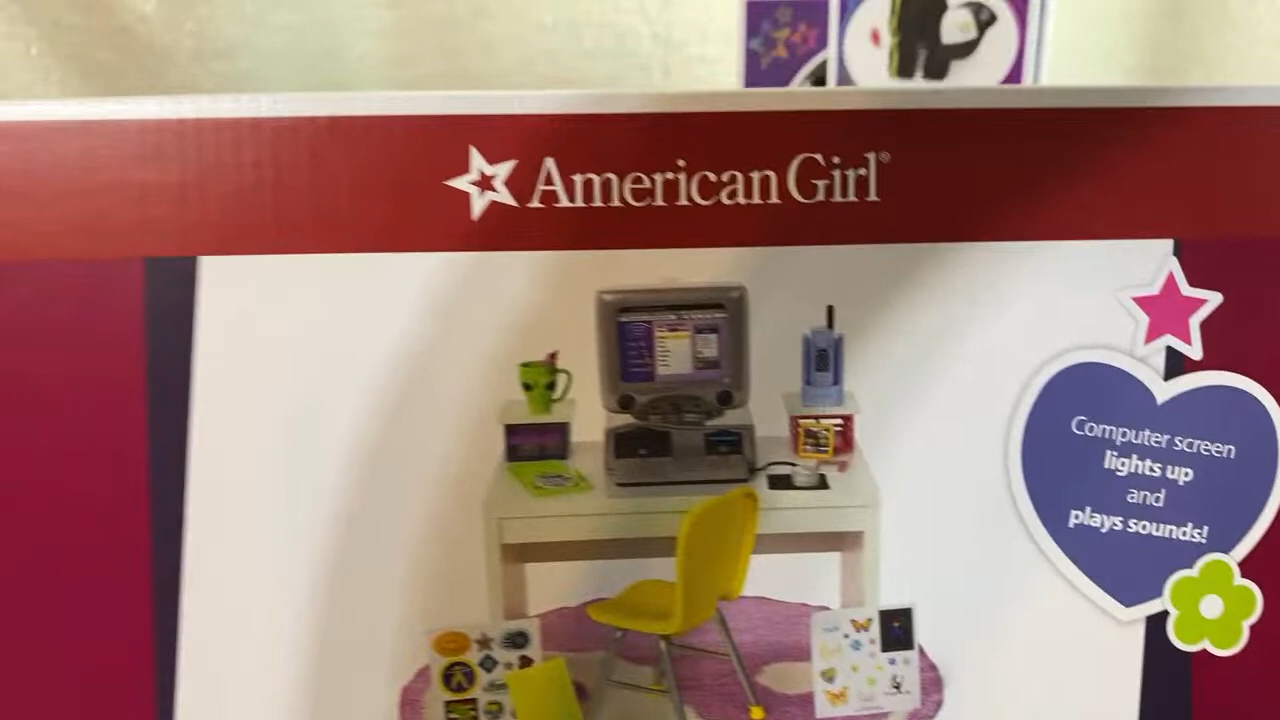 American Girl®
Computer screen
lights up
and
plays sounds!